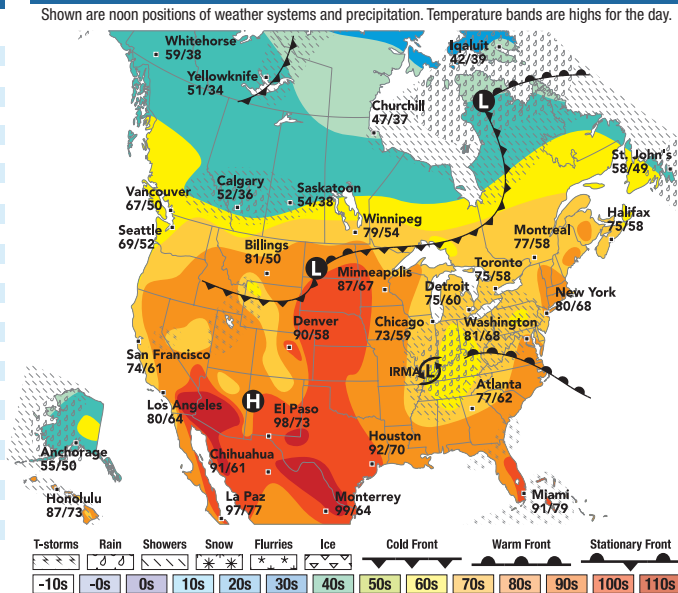 Shown are noon positions of weather systems and precipitation. Temperature bands are highs for the day.
Whitehorse
59/38
Yellowknife
51/34
Iqaluit
42/39
Churchill
47/37
L
St. John's
58/49
Vancouver
67/50
Calgary
52/36
Saskatoon
54/38
Winnipeg
79/54
Halifax
75/58
Seattle
69/52
Billings
81/50
Montreal
77/58
L
Minneapolis
87/67
Toronto
75/58
Detroit
75/60
New York
80/68
Denver
90/58
Chicago
73/59
Washington
81/68
San Francisco
74/61
IRMA
L
Atlanta
77/62
Los Angeles
80/64
H
El Paso
98/73
Houston
92/70
Anchorage
55/50
Chihuahua
91/61
Honolulu
87/73
La Paz
97/77
Monterrey
99/64
Miami
91/79
T-storms Rain Showers Snow Flurries Ice Cold Front Warm Front Stationary Front
-10s -0s 0s 10s 20s 30s 40s 50s 60s 70s 80s 90s 100s 110s